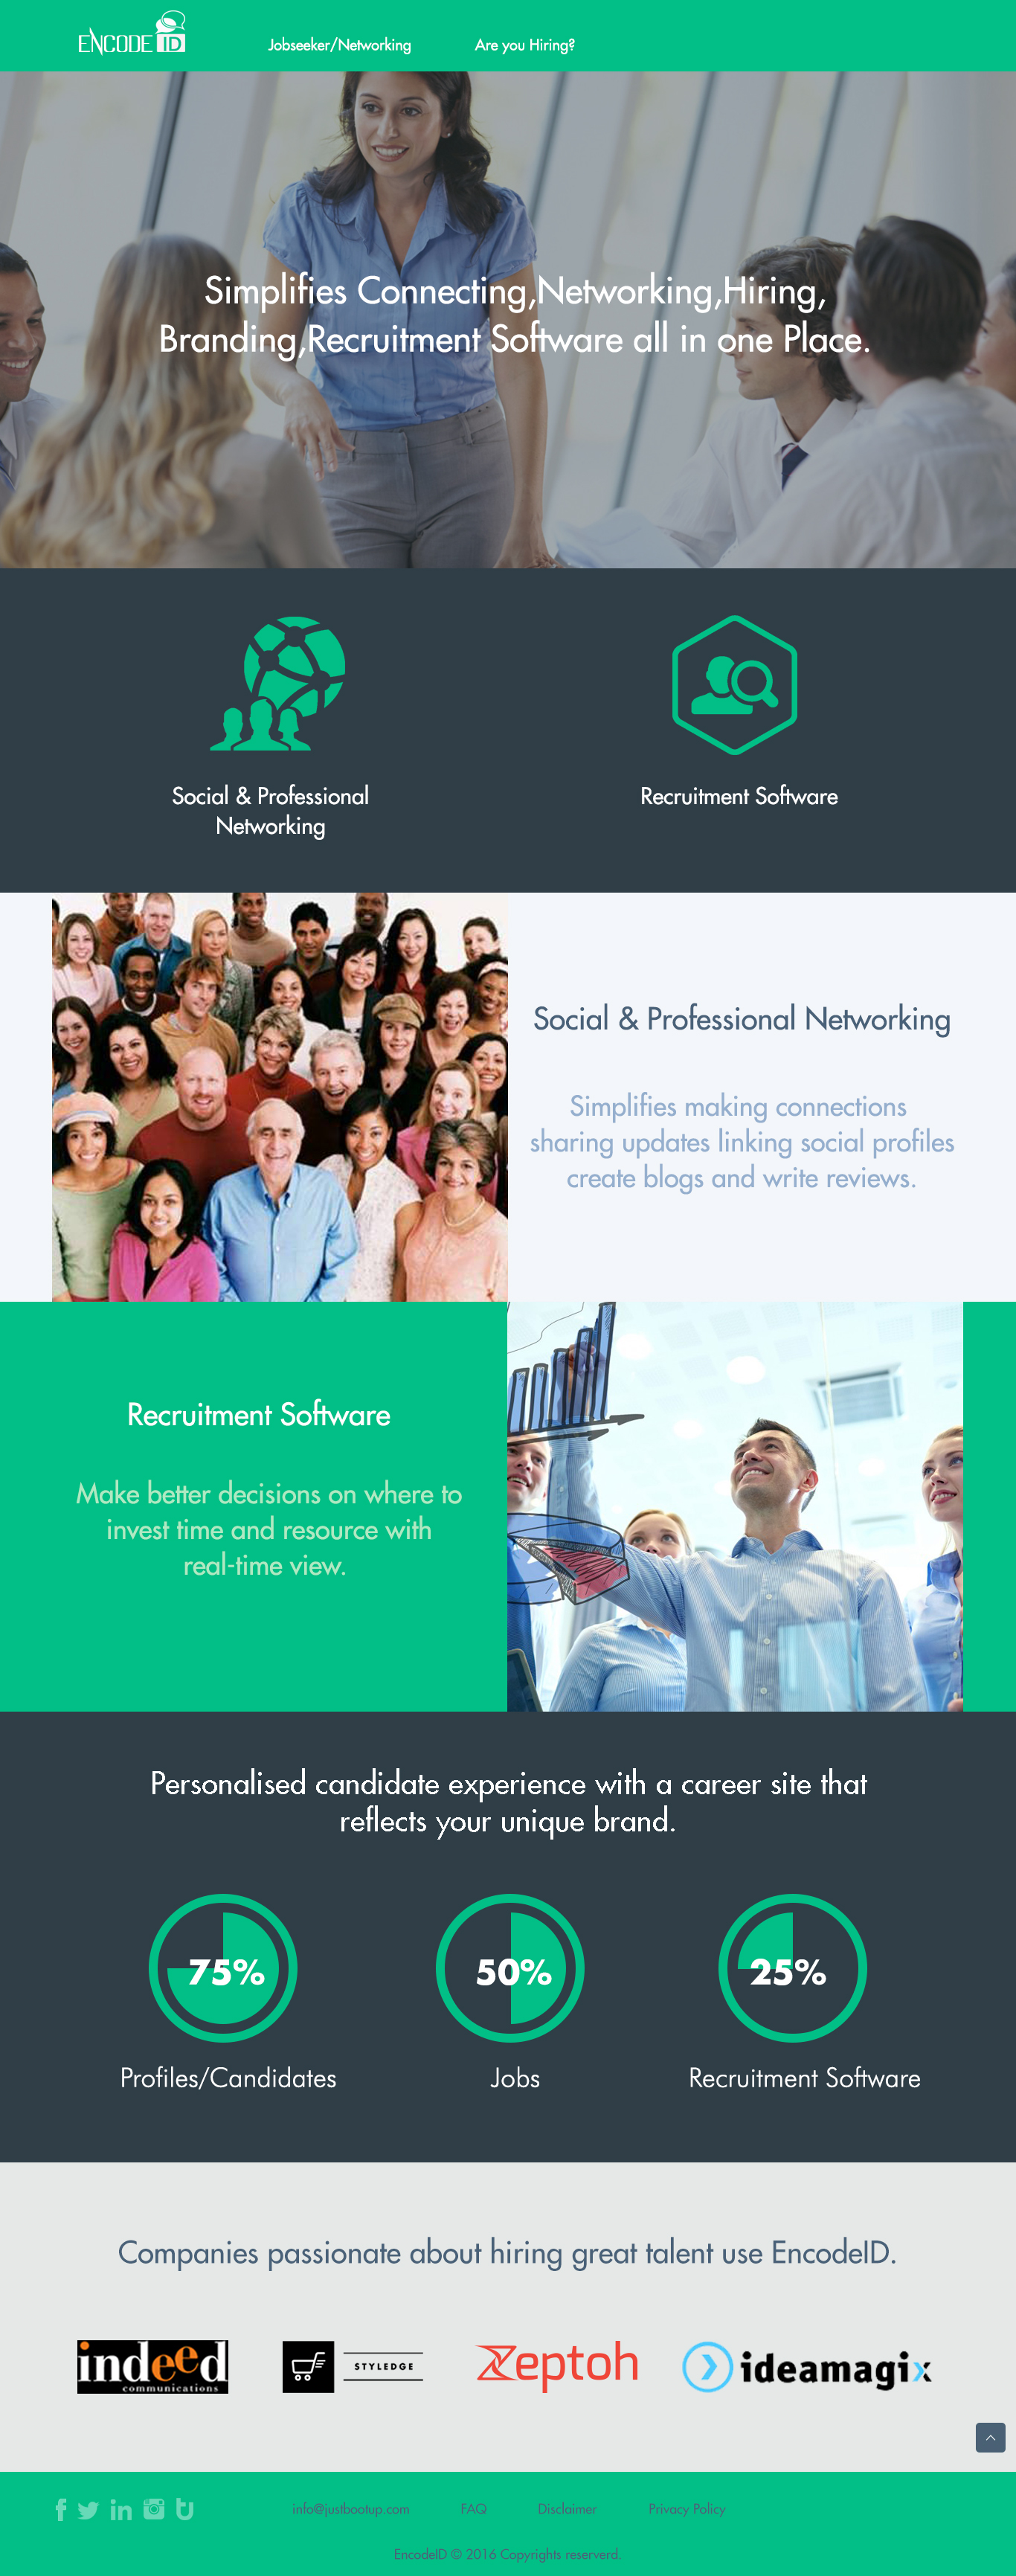 ENCODE ID
Jobseeker/Networking
Are you Hiring?
Simplifies Connecting,Networking,Hiring,
Branding,Recruitment Software all in one Place.
Social & Professional
Networking
Recruitment Software
Social & Professional Networking
Simplifies making connections
sharing updates linking social profiles
create blogs and write reviews.
Recruitment Software
Make better decisions on where to
invest time and resource with
real-time view.
Personalised candidate experience with a career site that
reflects your unique brand.
75%
50%
25%
Profiles/Candidates
Jobs
Recruitment Software
Companies passionate about hiring great talent use EncodeID.
indeed
communications
STYLEDGE
Zeptoh
ideamagix
info@justbootup.com
FAQ
Disclaimer
Privacy Policy
EncodeID © 2016 Copyrights reserverd.